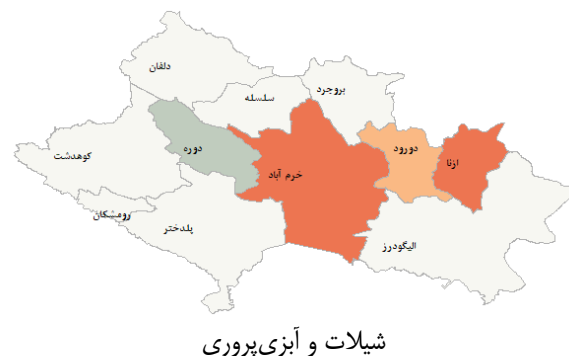 دلفان
بروجرد
سلسله
دوره
دورود
ازنا
کوهدشت
خرم آباد
رومشکان
پلدختر
الیگودرز
شیلات و آبزی‌پروری